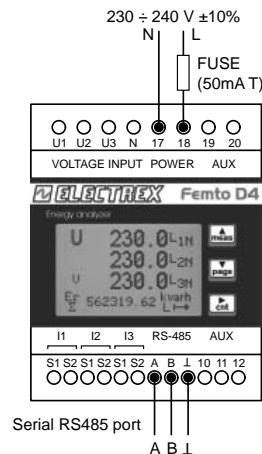 230 ÷ 240 V ±10%
N L
FUSE
(50mA T)
U1 U2 U3 N 17 18 19 20
VOLTAGE INPUT POWER AUX
ELECTREX Femto D4
Energy analyzer
U 230.0 L1N
230.0 L2N
U 230.0 L3N
Er Σ 562319.62 kvarh L
meas
page
cnt
I1 I2 I3 RS-485 AUX
S1 S2 S1 S2 S1 S2 A B ⊥ 10 11 12
Serial RS485 port
A B ⊥